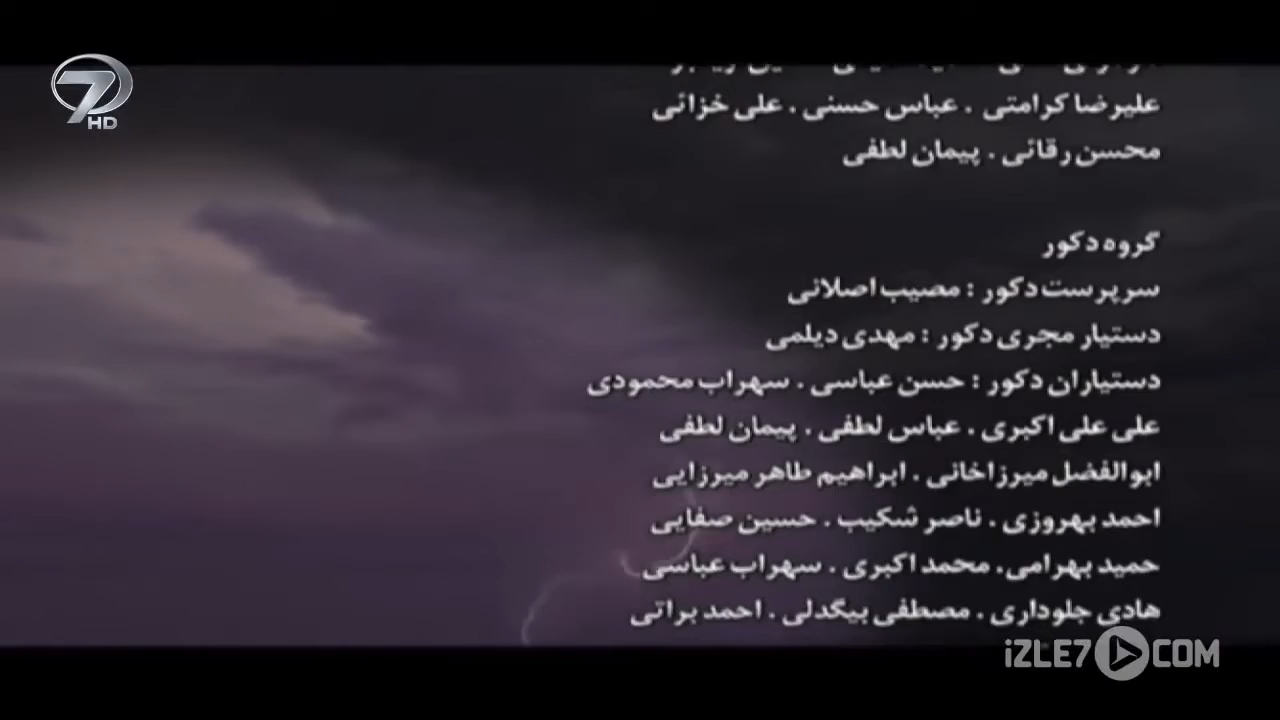 7 HD
علیرضا کرامتی . عباس حسنی . علی خزائی
محسن رقائی . پیمان لطفی
گروه دکور
سرپرست دکور : مصیب اصلانی
دستیار مجری دکور : مهدی دیلمی
دستیاران دکور : حسن عباسی . سهراب محمودی
علی علی اکبری . عباس لطفی . پیمان لطفی
ابوالفضل میرزاخانی . ابراهیم طاهر میرزایی
احمد بهروزی . ناصر شکیب . حسین صفایی
حمید بهرامی . محمد اکبری . سهراب عباسی
هادی جلوداری . مصطفی بیگدلی . احمد براتی
iZLE7 COM